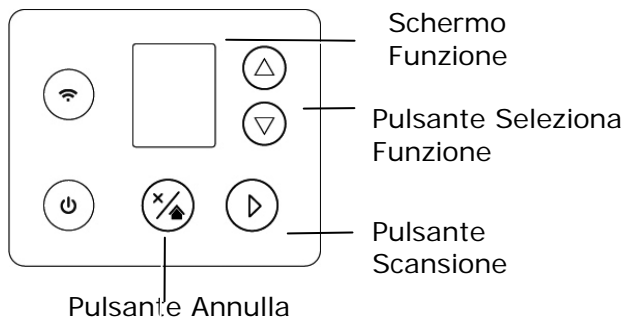 Schermo
Funzione
Pulsante Seleziona
Funzione
Pulsante
Scansione
Pulsante Annulla